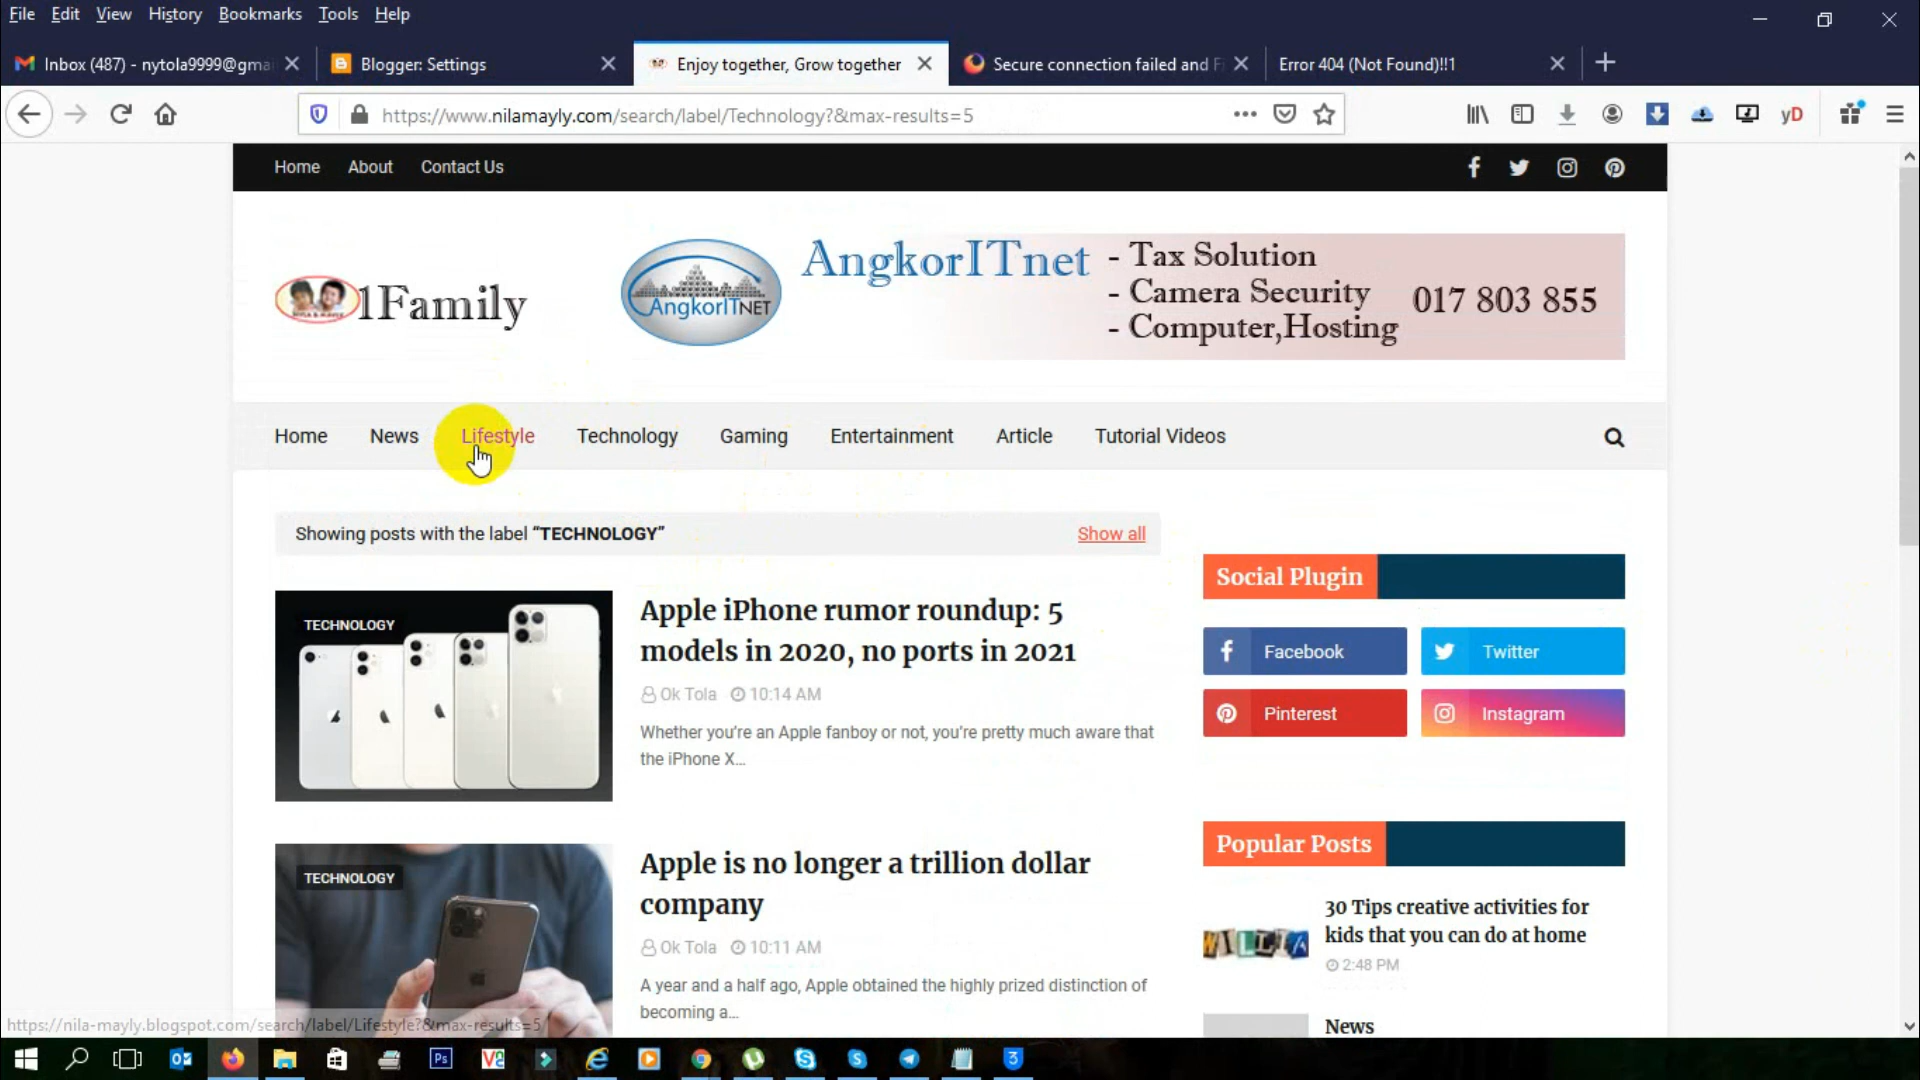 File Edit View History Bookmarks Tools Help
Inbox (487) - nytola9999@gma
Blogger: Settings
Enjoy together, Grow together
Secure connection failed and Fi
Error 404 (Not Found)!!1
https://www.nilamayly.com/search/label/Technology?&max-results=5
yD
Home About Contact Us
1Family
AngkorITNET
AngkorITnet
- Tax Solution
- Camera Security
- Computer,Hosting
017 803 855
Home News Lifestyle Technology Gaming Entertainment Article Tutorial Videos
Showing posts with the label “TECHNOLOGY”
Show all
TECHNOLOGY
Apple iPhone rumor roundup: 5
models in 2020, no ports in 2021
Ok Tola 10:14 AM
Whether you're an Apple fanboy or not, you're pretty much aware that
the iPhone X...
TECHNOLOGY
Apple is no longer a trillion dollar
company
Ok Tola 10:11 AM
A year and a half ago, Apple obtained the highly prized distinction of
becoming a...
Social Plugin
Facebook
Twitter
Pinterest
Instagram
Popular Posts
30 Tips creative activities for
kids that you can do at home
2:48 PM
News
https://nila-mayly.blogspot.com/search/label/Lifestyle?&max-results=5